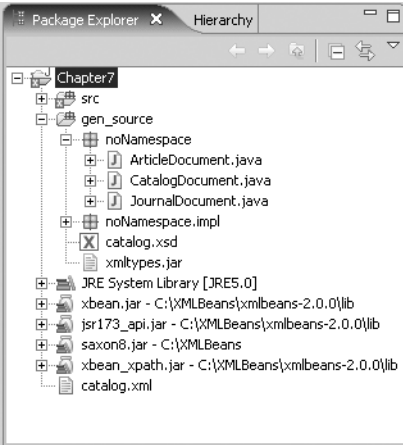 Package Explorer Hierarchy
Chapter7
src
gen_source
noNamespace
ArticleDocument.java
CatalogDocument.java
JournalDocument.java
noNamespace.impl
catalog.xsd
xmltypes.jar
JRE System Library [JRE5.0]
xbean.jar - C:\XMLBeans\xmlbeans-2.0.0\lib
jsr173_api.jar - C:\XMLBeans\xmlbeans-2.0.0\lib
saxon8.jar - C:\XMLBeans
xbean_xpath.jar - C:\XMLBeans\xmlbeans-2.0.0\lib
catalog.xml